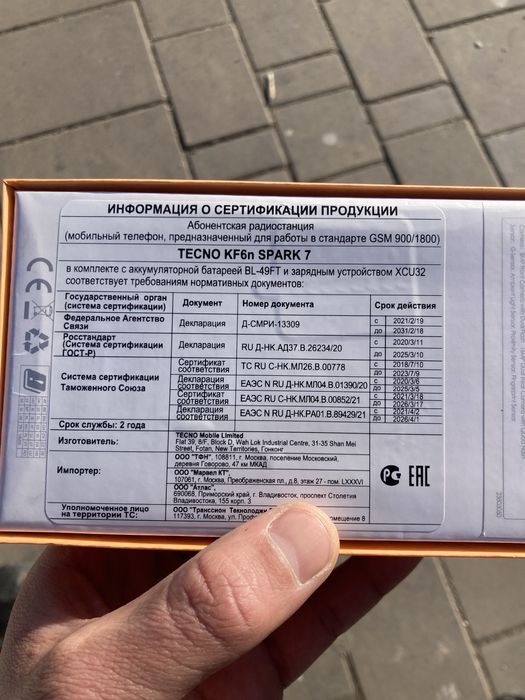 ИНФОРМАЦИЯ О СЕРТИФИКАЦИИ ПРОДУКЦИИ
Абонентская радиостанция
(мобильный телефон, предназначенный для работы в стандарте GSM 900/1800)
TECNO KF6n SPARK 7
в комплекте с аккумуляторной батареей BL-49FT и зарядным устройством XCU32
соответствует требованиям нормативных документов:
Государственный орган (система сертификации) Документ Номер документа Срок действия
Федеральное Агентство Связи Декларация Д-СМРИ-13309 с 2021/2/19
до 2031/2/18
Росстандарт (Система сертификации ГОСТ-Р) Декларация RU Д-HK.АД37.В.26234/20 с 2020/3/11
до 2025/3/10
Система сертификации Таможенного Союза Сертификат соответствия ТС RU С-HK.МЛ26.В.00778 с 2018/7/10
до 2023/7/9
Декларация соответствия ЕАЭС N RU Д-HK.МЛ04.В.01390/20 с 2020/3/6
до 2025/3/5
Сертификат соответствия ЕАЭС RU С-HK.МЛ04.В.00852/21 с 2021/3/18
до 2026/3/17
Декларация соответствия ЕАЭС N RU Д-HK.РА01.В.89429/21 с 2021/4/2
до 2026/4/1
Срок службы: 2 года
Изготовитель: TECNO Mobile Limited
Flat 39, 8/F, Block D, Wah Lok Industrial Centre, 31-35 Shan Mei
Street, Fotan, New Territories, Гонконг
Импортер: ООО "ТФН", 108811, г. Москва, поселение Московский,
деревня Говорово, 47 км МКАД
ООО "Марвел КТ",
107061, г. Москва, Преображенская пл., д.8, этаж 27 - пом. LXXXVI
ООО "Атлас",
690068, Приморский край, г. Владивосток, проспект Столетия
Владивостока, 155 корп. 3
Уполномоченное лицо на территории ТС: ООО "Транссион Текнолоджи
117393, г. Москва, ул.
CE
EAC